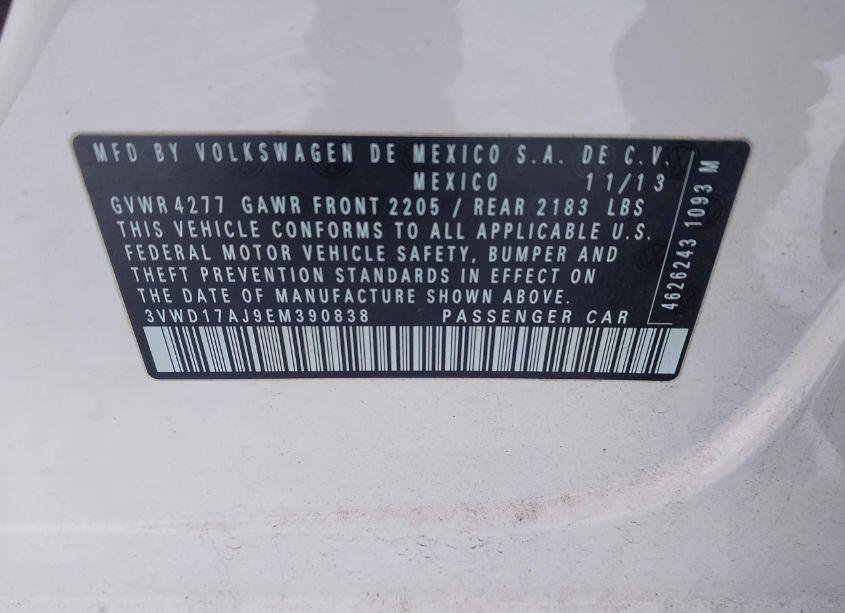 MFD BY VOLKSWAGEN DE MEXICO S.A. DE C.V.
MEXICO 11/13
GVWR 4277 GAWR FRONT 2205 / REAR 2183 LBS
THIS VEHICLE CONFORMS TO ALL APPLICABLE U.S.
FEDERAL MOTOR VEHICLE SAFETY, BUMPER AND
THEFT PREVENTION STANDARDS IN EFFECT ON
THE DATE OF MANUFACTURE SHOWN ABOVE.
3VWD17AJ9EM390838 PASSENGER CAR
4626243 1093 M